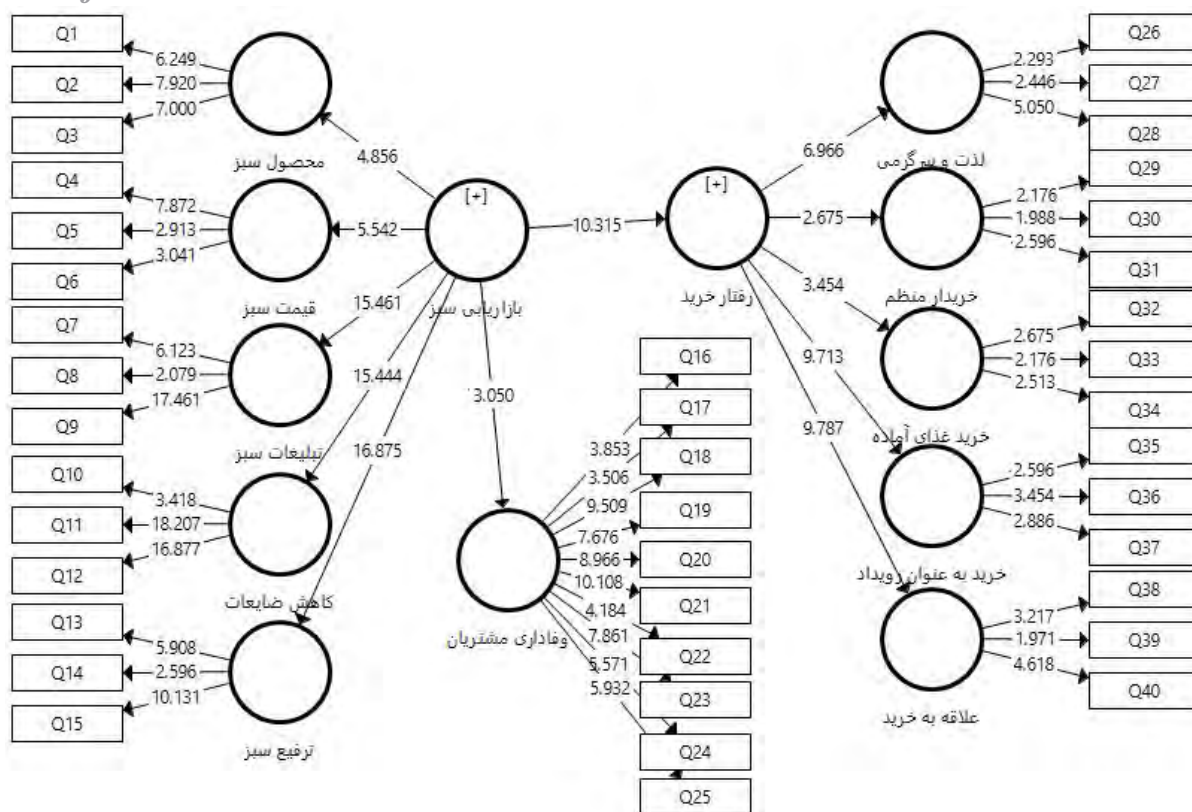 Q1
Q2
Q3
6.249
7.920
7.000
محصول سبز
4.856
Q4
Q5
Q6
7.872
2.913
3.041
قیمت سبز
5.542
Q7
Q8
Q9
6.123
2.079
17.461
تبلیغات سبز
15.461
Q10
Q11
Q12
3.418
18.207
16.877
کاهش ضایعات
15.444
Q13
Q14
Q15
5.908
2.596
10.131
ترفیع سبز
16.875
[+]
بازاریابی سبز
10.315
3.050
وفاداری مشتریان
3.853
3.506
9.509
7.676
8.966
10.108
4.184
7.861
5.571
5.932
Q16
Q17
Q18
Q19
Q20
Q21
Q22
Q23
Q24
Q25
[+]
رفتار خرید
6.966
2.675
3.454
9.713
9.787
لذت و سرگرمی
2.293
2.446
5.050
Q26
Q27
Q28
خریدار منظم
2.176
1.988
2.596
Q29
Q30
Q31
خرید غذای آماده
2.675
2.176
2.513
Q32
Q33
Q34
خرید به عنوان رویداد
2.596
3.454
2.886
Q35
Q36
Q37
علاقه به خرید
3.217
1.971
4.618
Q38
Q39
Q40